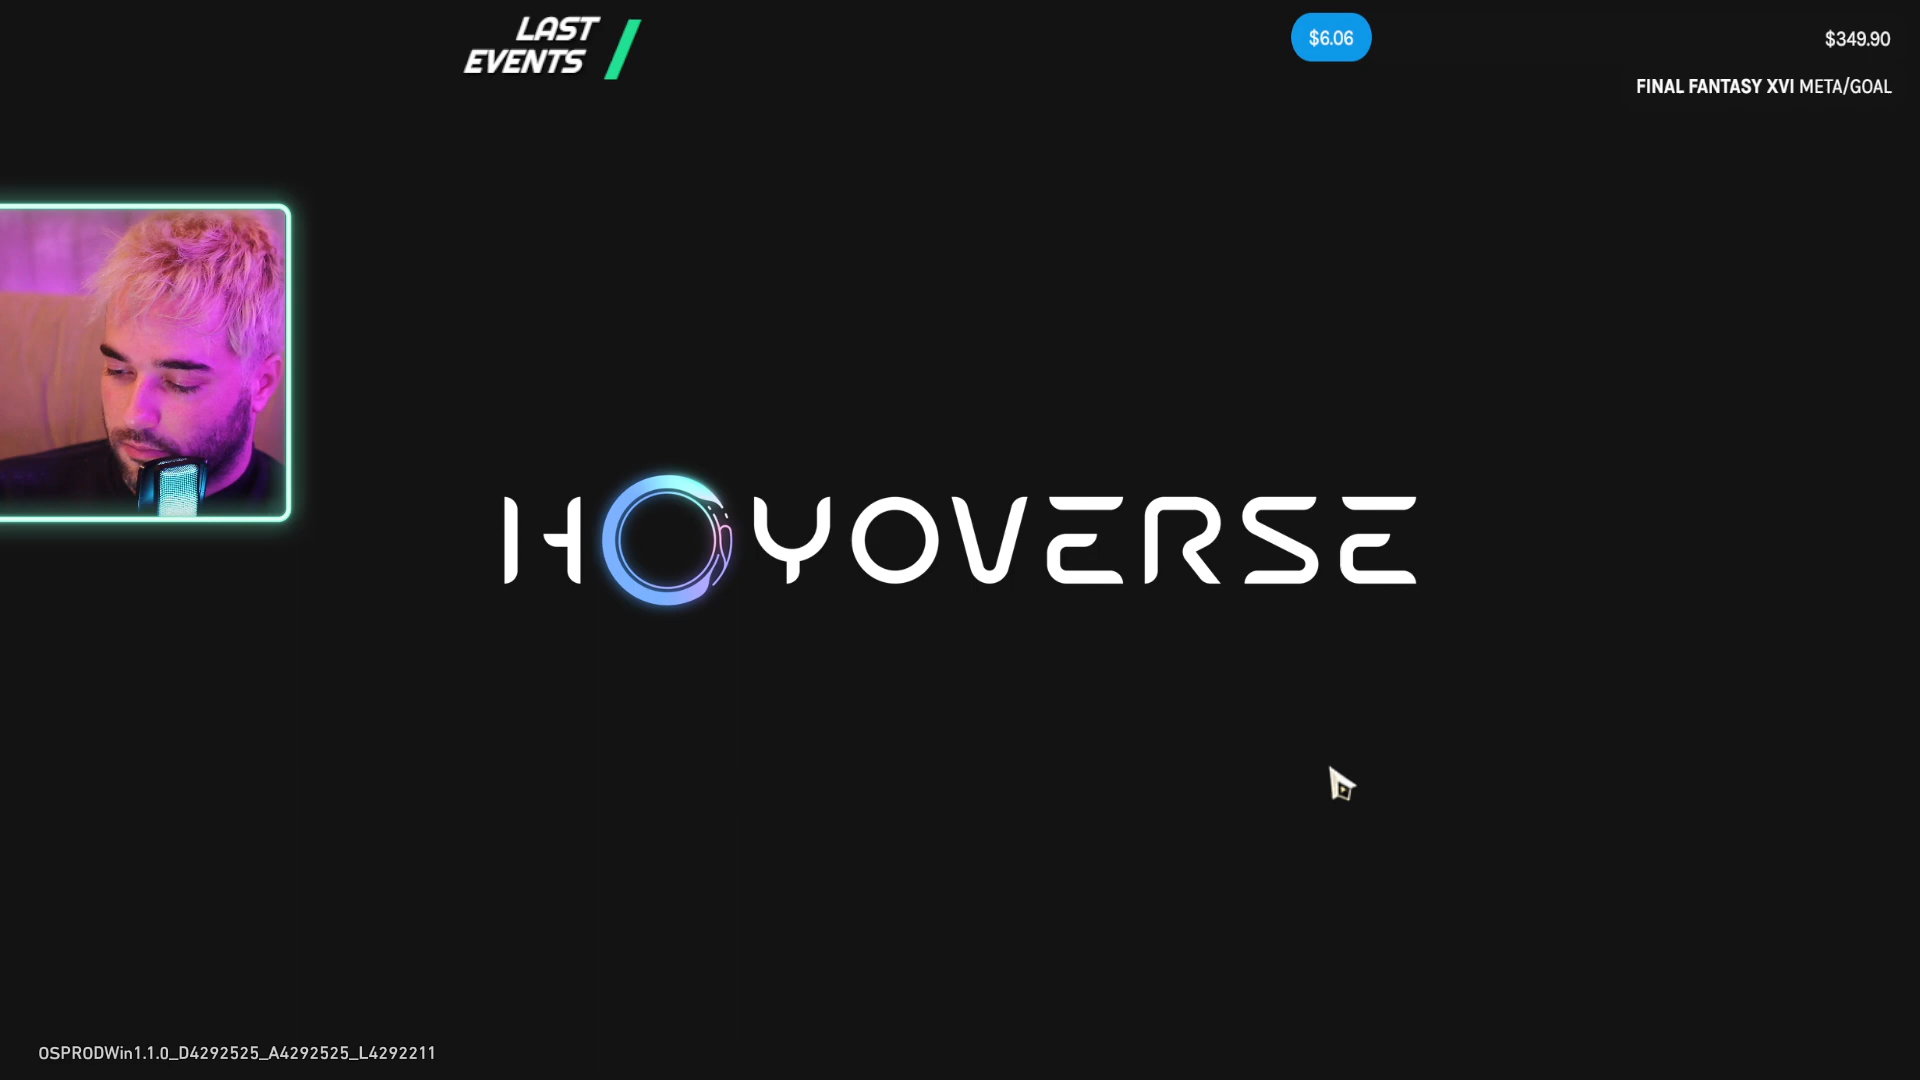 LAST
EVENTS
$6.06
$349.90
FINAL FANTASY XVI META/GOAL
HOYOVERSE
OSPRODWin1.1.0_D4292525_A4292525_L4292211